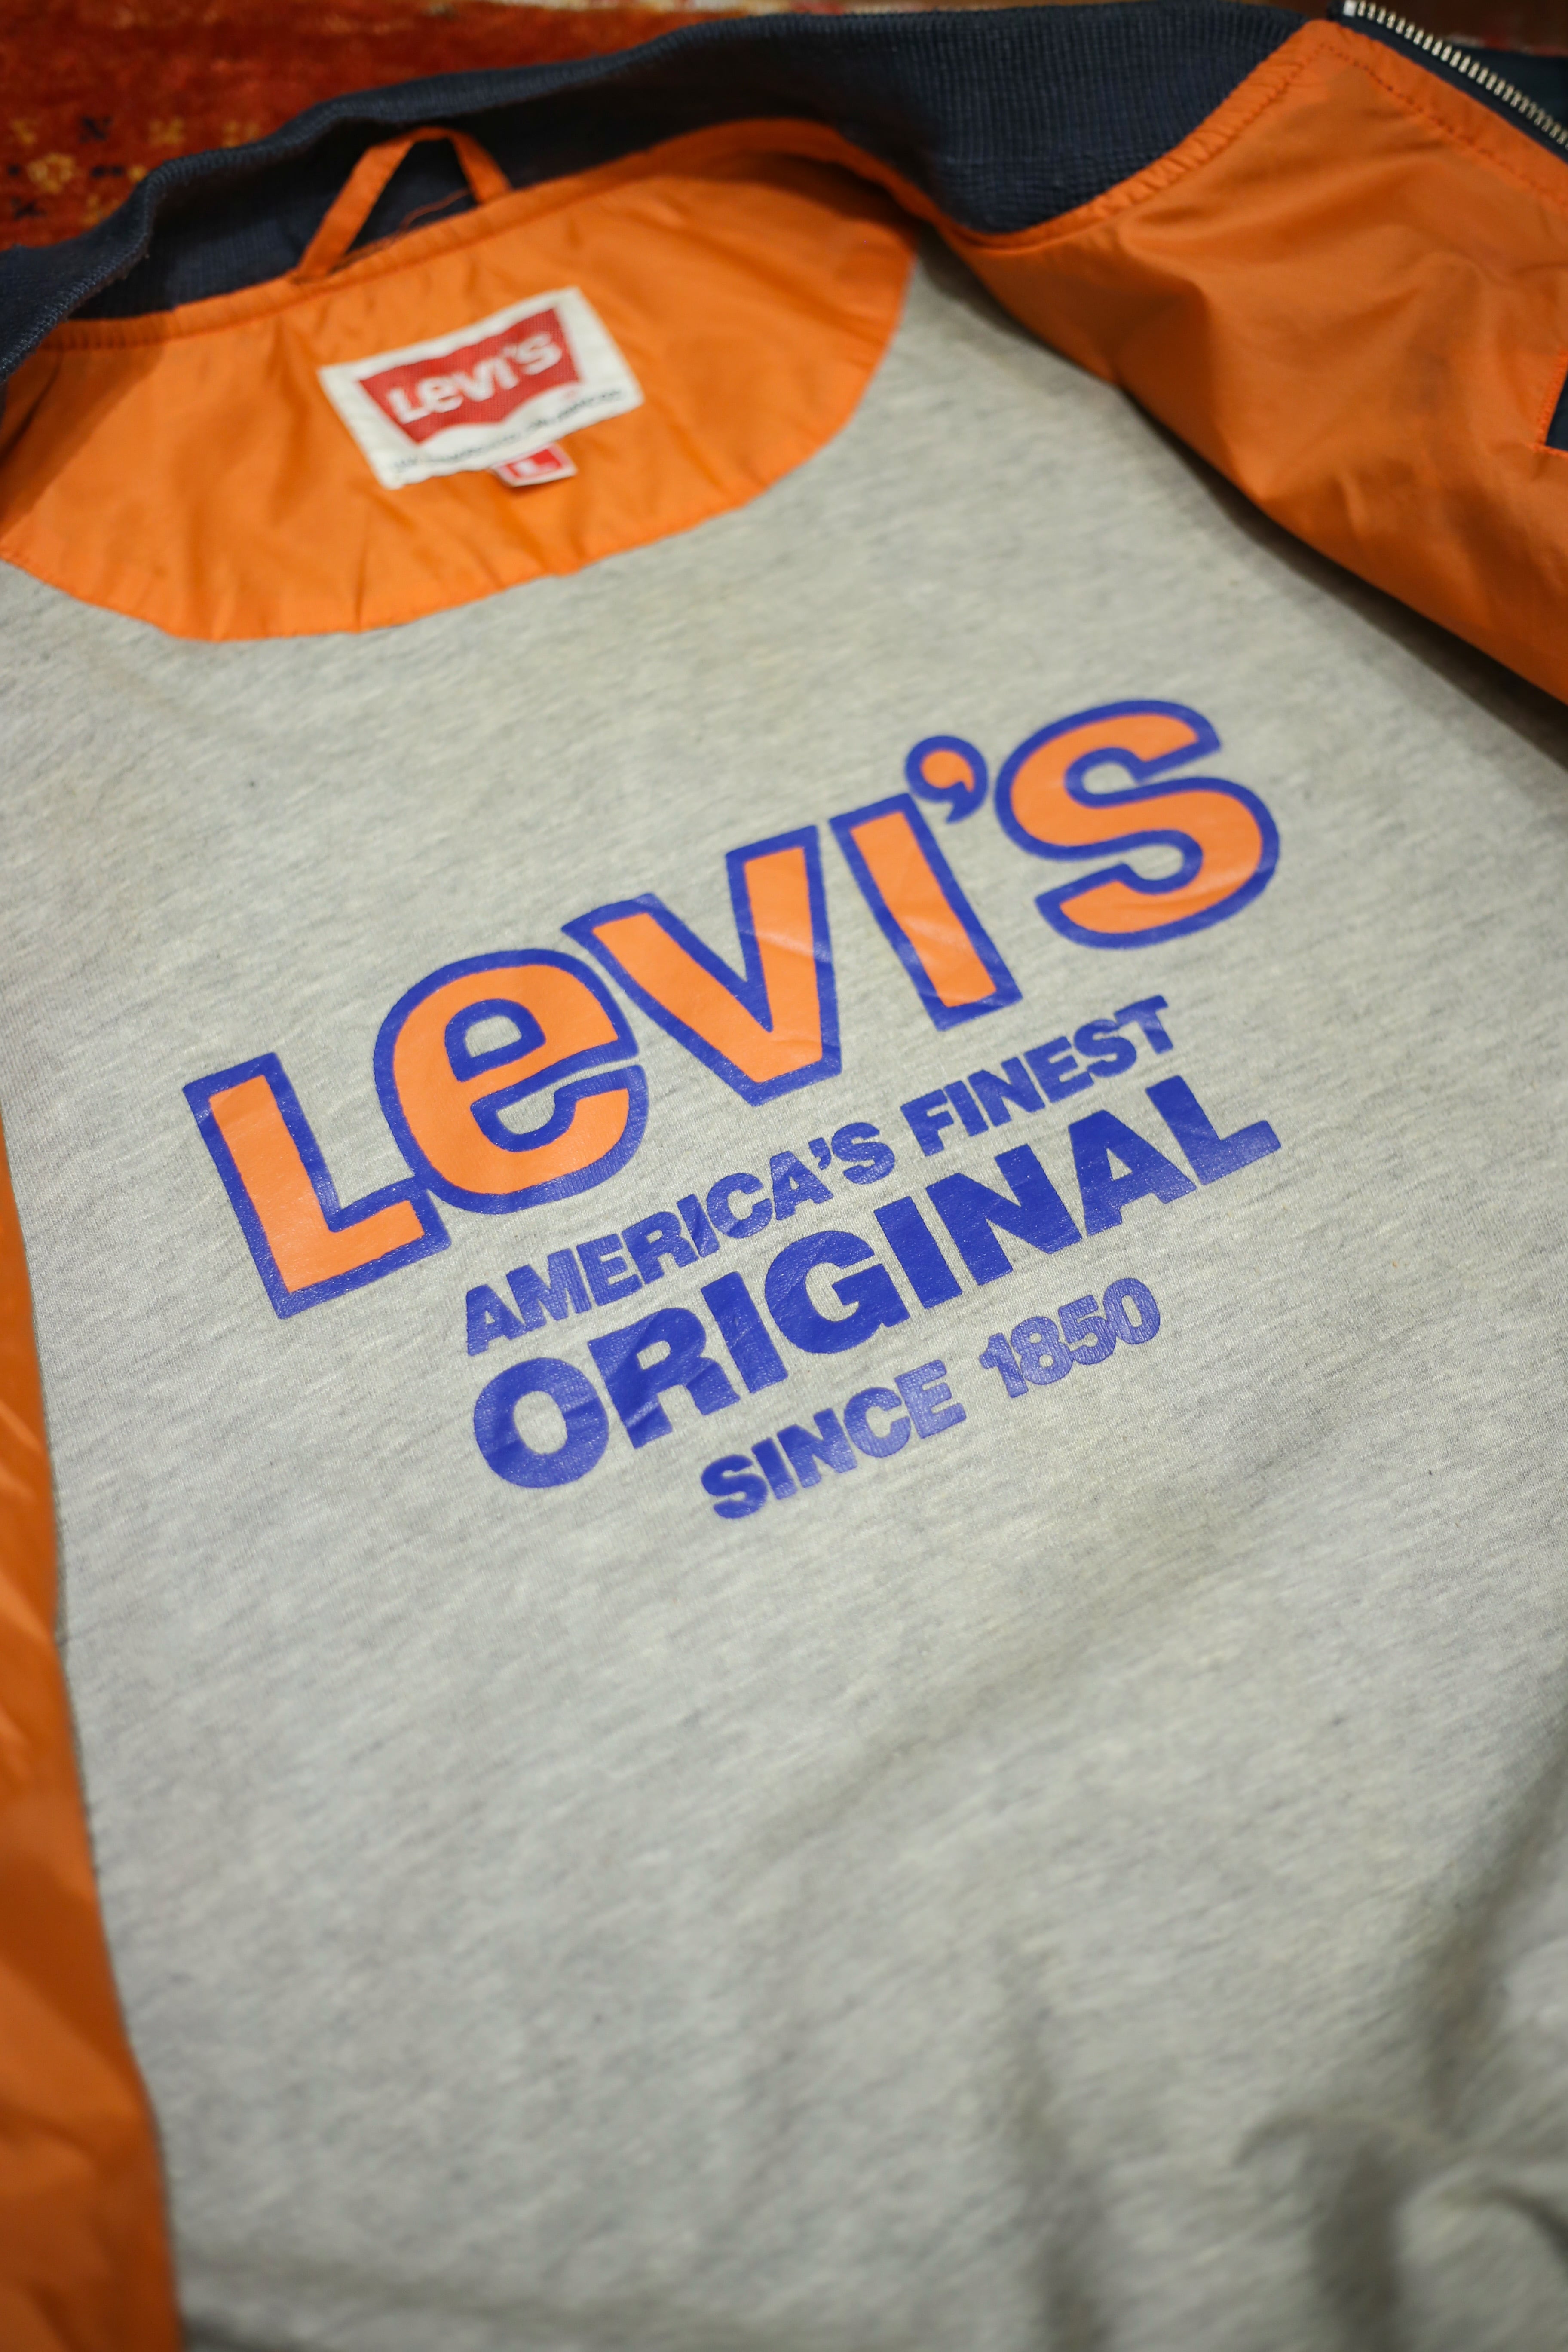 Levi's
L
Levi's
AMERICA'S FINEST
ORIGINAL
SINCE 1850